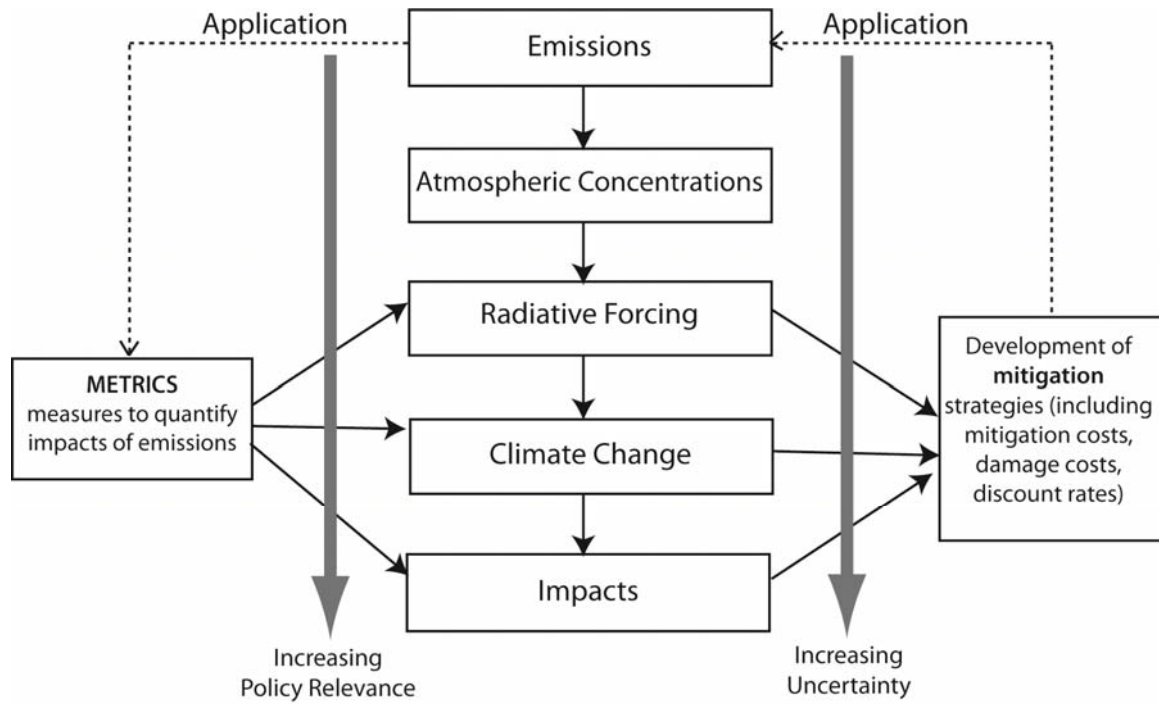 Application
Emissions
Application
Atmospheric Concentrations
Radiative Forcing
METRICS
measures to quantify
impacts of emissions
Climate Change
Development of
mitigation
strategies (including
mitigation costs,
damage costs,
discount rates)
Impacts
Increasing
Policy Relevance
Increasing
Uncertainty